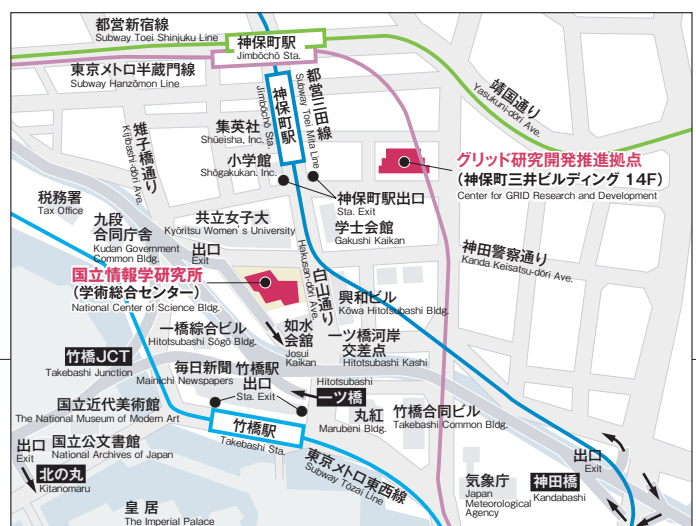 都営新宿線
Subway Toei Shinjuku Line
神保町駅
Jimbōchō Sta.
東京メトロ半蔵門線
Subway Hanzōmon Line
神保町駅
Jimbōchō Sta.
都営三田線
Subway Toei Mita Line
靖国通り
Yasukuni-dōri Ave.
雉子橋通り
Kijibashi-dōri Ave.
集英社
Shūeisha, Inc.
小学館
Shōgakukan, Inc.
グリッド研究開発推進拠点
(神保町三井ビルディング 14F)
Center for GRID Research and Development
神保町駅出口
Sta. Exit
税務署
Tax Office
九段
合同庁舎
Kudan Government
Common Bldg.
共立女子大
Kyōritsu Women's University
学士会館
Gakushi Kaikan
出口
Exit
神田警察通り
Kanda Keisatsu-dōri Ave.
白山通り
Hakusan-dōri Ave.
国立情報学研究所
(学術総合センター)
National Center of Science Bldg.
興和ビル
Kōwa Hitotsubashi Bldg.
一橋綜合ビル
Hitotsubashi Sōgō Bldg.
如水
会舘
Josui
Kaikan
一ツ橋河岸
交差点
Hitotsubashi Kashi
竹橋JCT
Takebashi Junction
毎日新聞
Mainichi Newspapers
竹橋駅
出口
Sta. Exit
Hitotsubashi
一ツ橋
丸紅
Marubeni Bldg.
竹橋合同ビル
Takebashi Common Bldg.
国立近代美術館
The National Museum of Modern Art
竹橋駅
Takebashi Sta.
出口
Exit
国立公文書館
National Archives of Japan
北の丸
Kitanomaru
東京メトロ東西線
Subway Tōzai Line
気象庁
Japan
Meteorological
Agency
神田橋
Kandabashi
出口
Exit
皇 居
The Imperial Palace